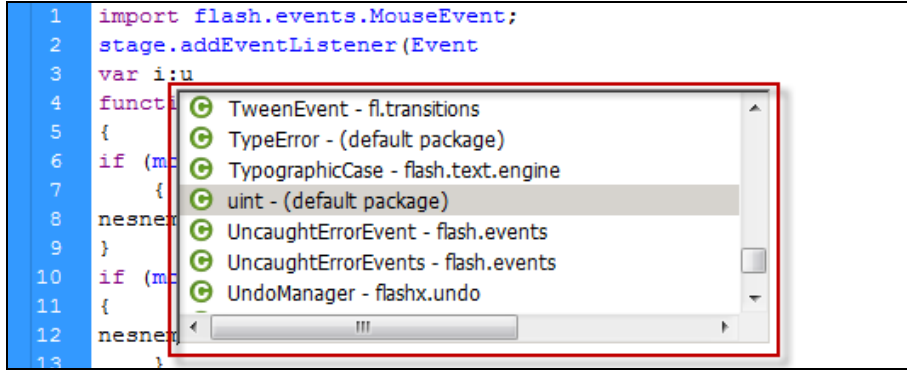 1 import flash.events.MouseEvent;
2 stage.addEventListener(Event
3 var i:u
4 functi
5 {
6 if (mo
7 {
8 nesnem
9 }
10 if (mo
11 {
12 nesnem
13 }
TweenEvent - fl.transitions
TypeError - (default package)
TypographicCase - flash.text.engine
uint - (default package)
UncaughtErrorEvent - flash.events
UncaughtErrorEvents - flash.events
UndoManager - flashx.undo